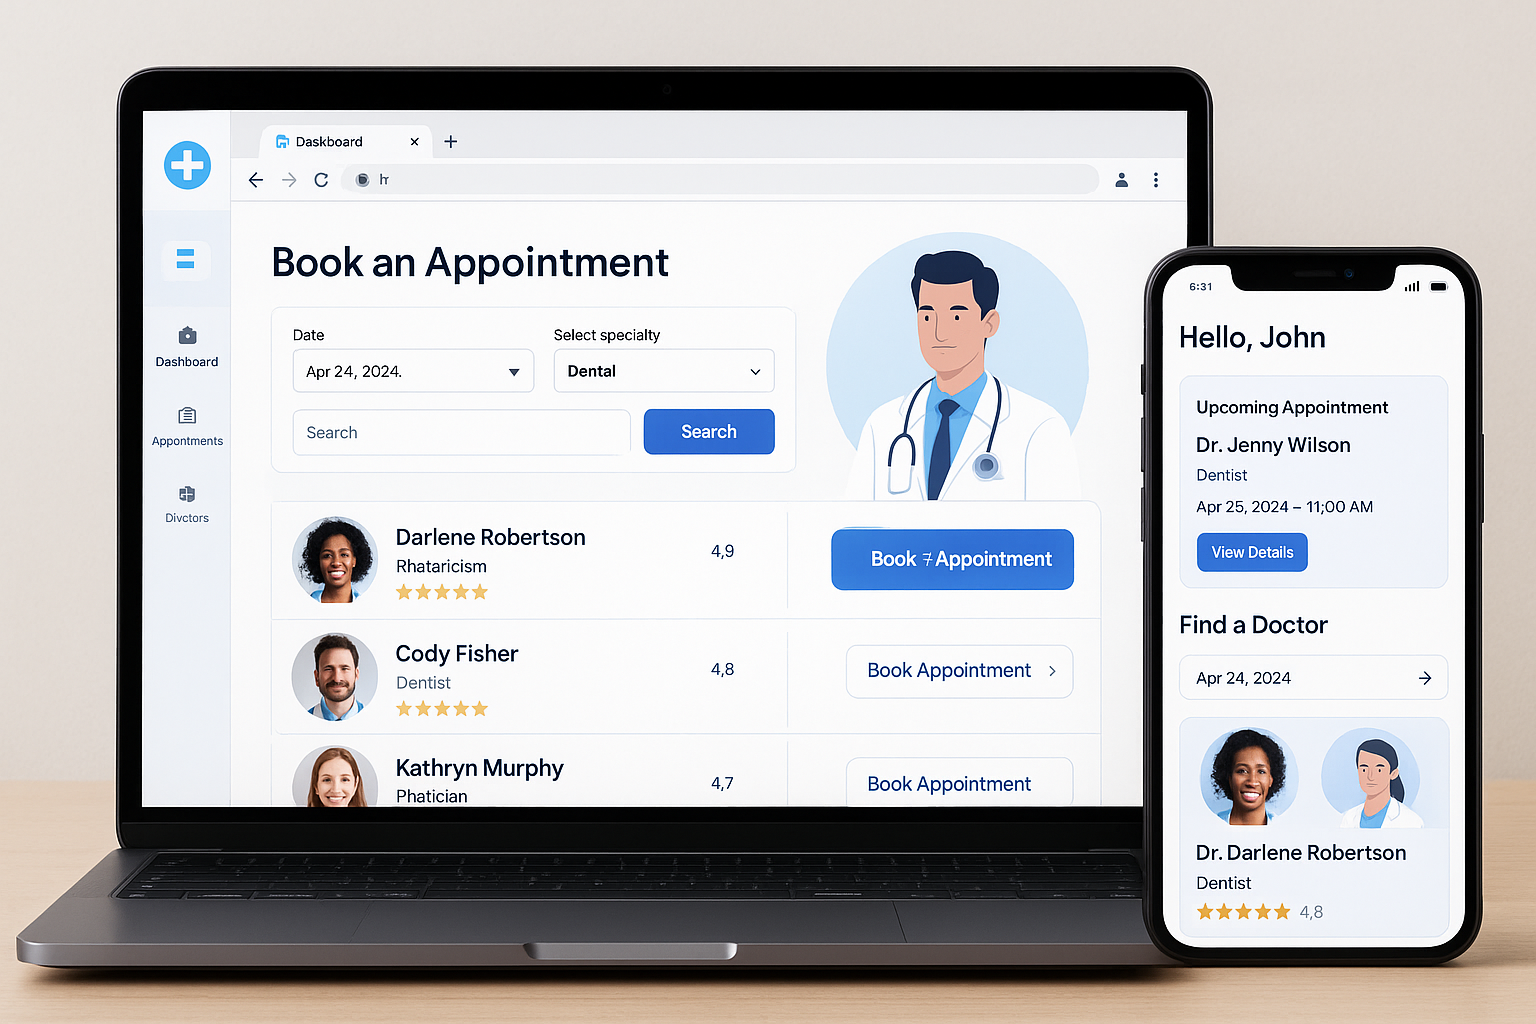 Daskboard
hr
Dashboard
Appontments
Divctors
Book an Appointment
Date
Select specialty
Apr 24, 2024.
Dental
Search
Search
Darlene Robertson
Rhataricism
4,9
Book Appointment
Cody Fisher
Dentist
4,8
Book Appointment
Kathryn Murphy
Phatician
4,7
Book Appointment
6:31
Hello, John
Upcoming Appointment
Dr. Jenny Wilson
Dentist
Apr 25, 2024 – 11;00 AM
View Details
Find a Doctor
Apr 24, 2024
Dr. Darlene Robertson
Dentist
4,8